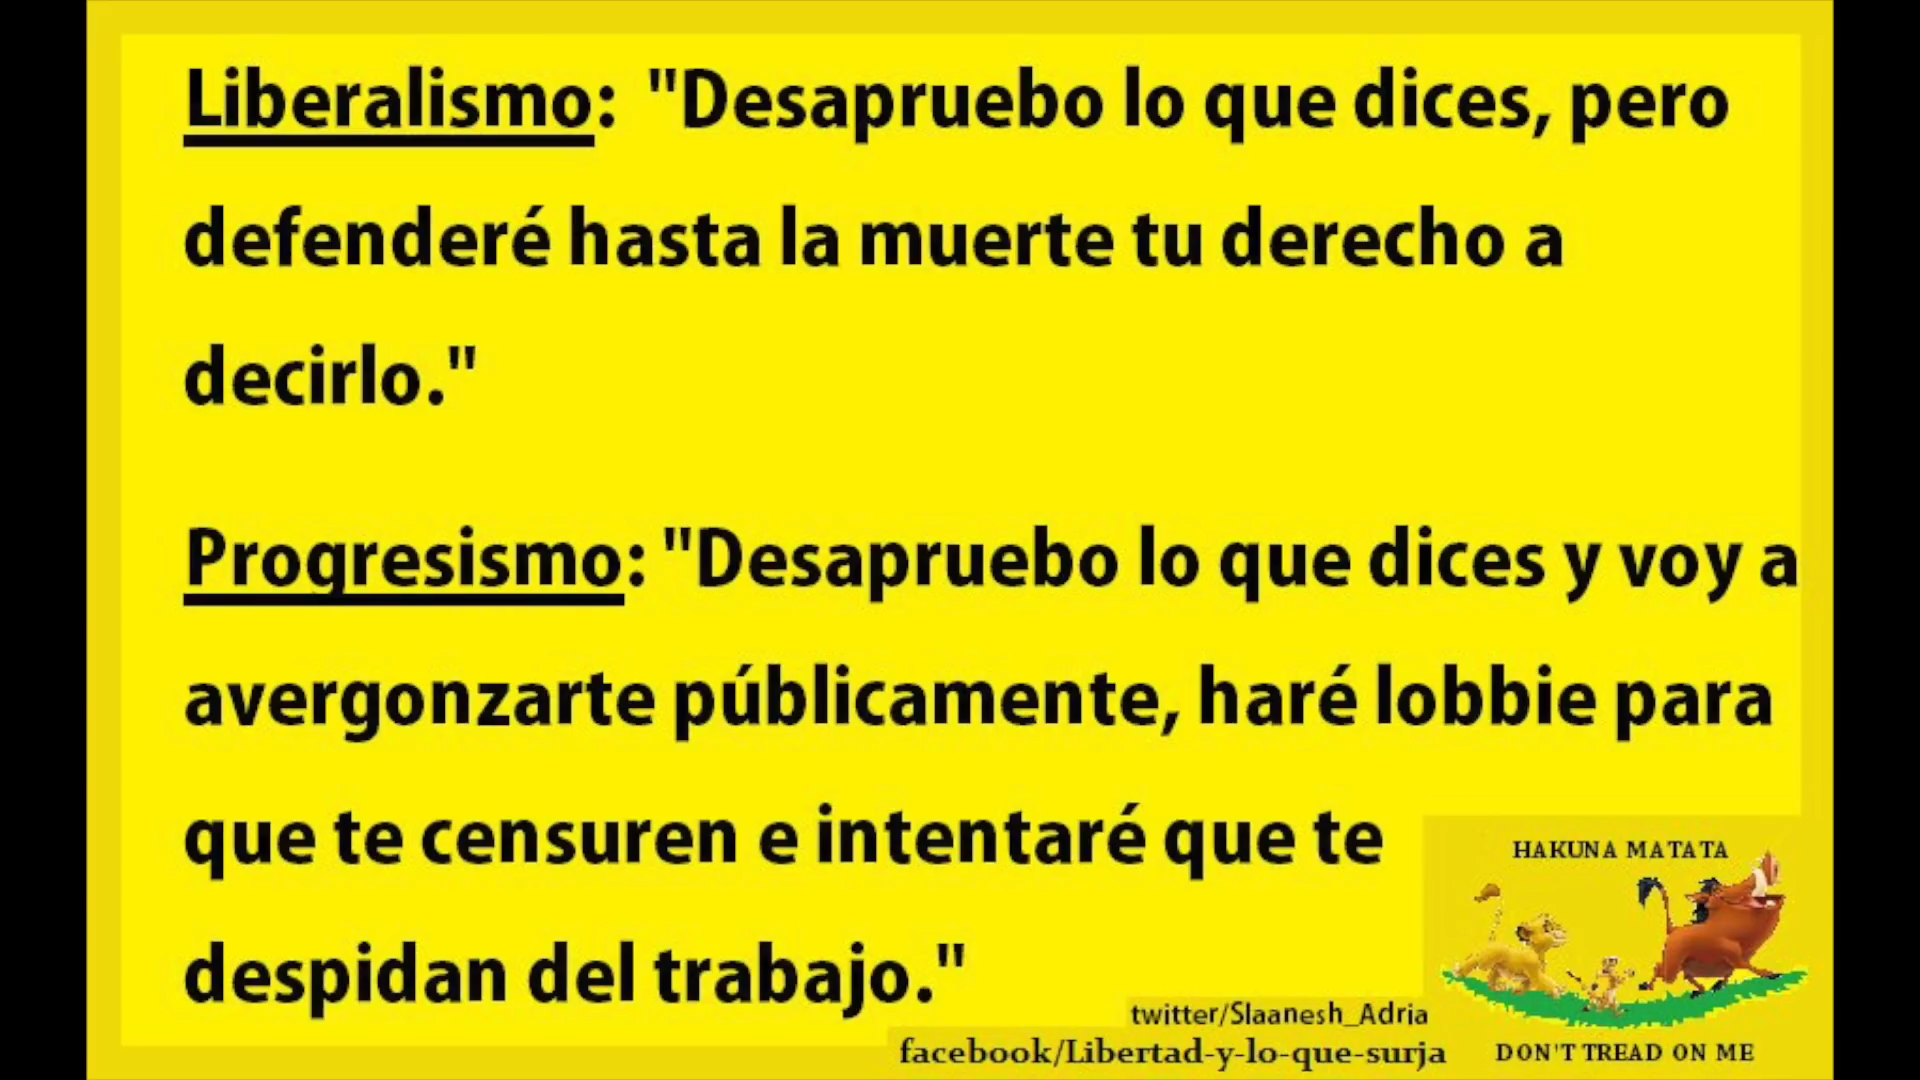 Liberalismo: "Desapruebo lo que dices, pero
defenderé hasta la muerte tu derecho a
decirlo."
Progresismo: "Desapruebo lo que dices y voy a
avergonzarte públicamente, haré lobbie para
que te censuren e intentaré que te
despidan del trabajo."
HAKUNA MATATA
twitter/Slaanesh_Adria
facebook/Libertad-y-lo-que-surja
DON'T TREAD ON ME